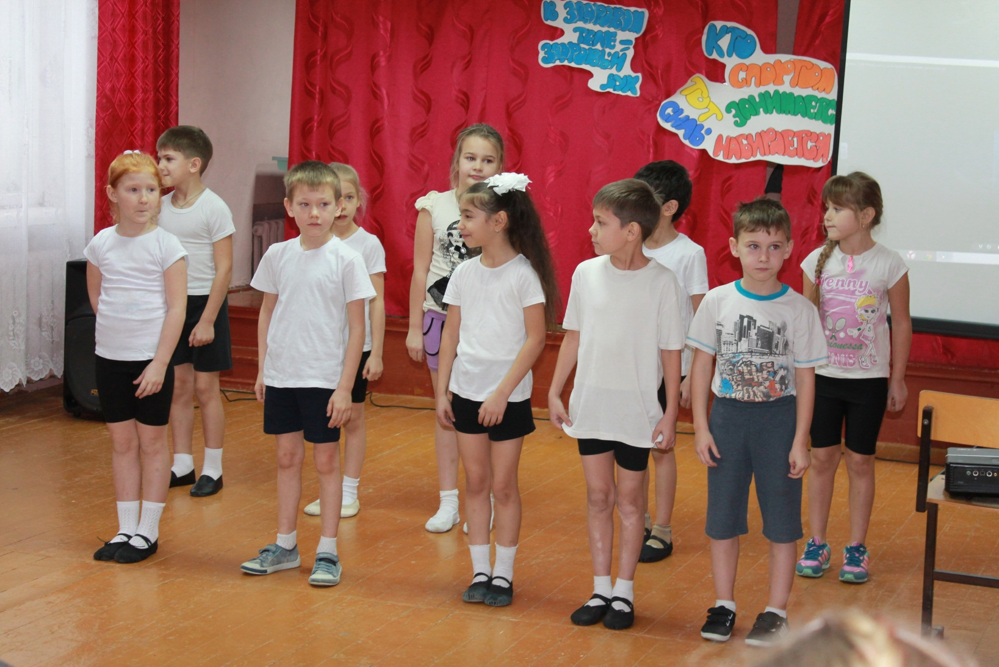 В ЗДОРОВОМ
ТЕЛЕ -
ЗДОРОВЫЙ
ДУХ
КТО
СПОРТОМ
ЗАНИМАЕТСЯ
ТОТ
СИЛЫ
НАБИРАЕТСЯ
Jenny